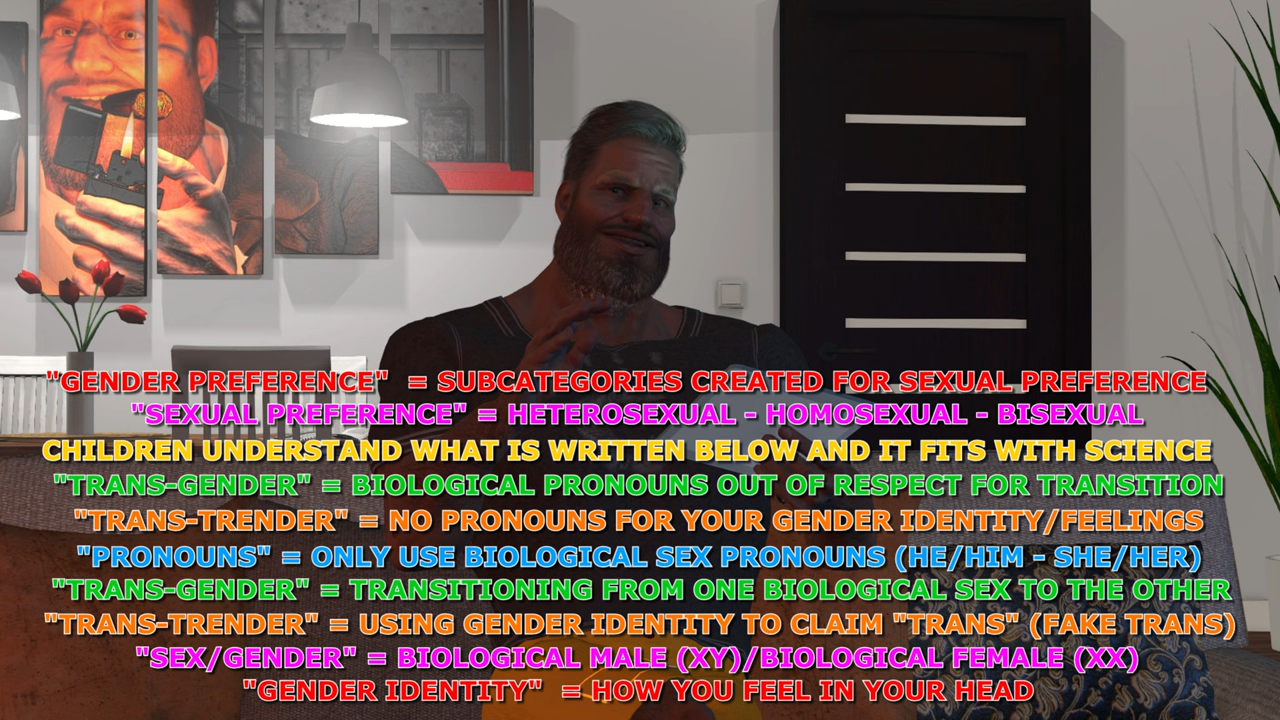 "GENDER PREFERENCE" = SUBCATEGORIES CREATED FOR SEXUAL PREFERENCE
"SEXUAL PREFERENCE" = HETEROSEXUAL - HOMOSEXUAL - BISEXUAL
CHILDREN UNDERSTAND WHAT IS WRITTEN BELOW AND IT FITS WITH SCIENCE
"TRANS-GENDER" = BIOLOGICAL PRONOUNS OUT OF RESPECT FOR TRANSITION
"TRANS-TRENDER" = NO PRONOUNS FOR YOUR GENDER IDENTITY/FEELINGS
"PRONOUNS" = ONLY USE BIOLOGICAL SEX PRONOUNS (HE/HIM - SHE/HER)
"TRANS-GENDER" = TRANSITIONING FROM ONE BIOLOGICAL SEX TO THE OTHER
"TRANS-TRENDER" = USING GENDER IDENTITY TO CLAIM "TRANS" (FAKE TRANS)
"SEX/GENDER" = BIOLOGICAL MALE (XY)/BIOLOGICAL FEMALE (XX)
"GENDER IDENTITY" = HOW YOU FEEL IN YOUR HEAD